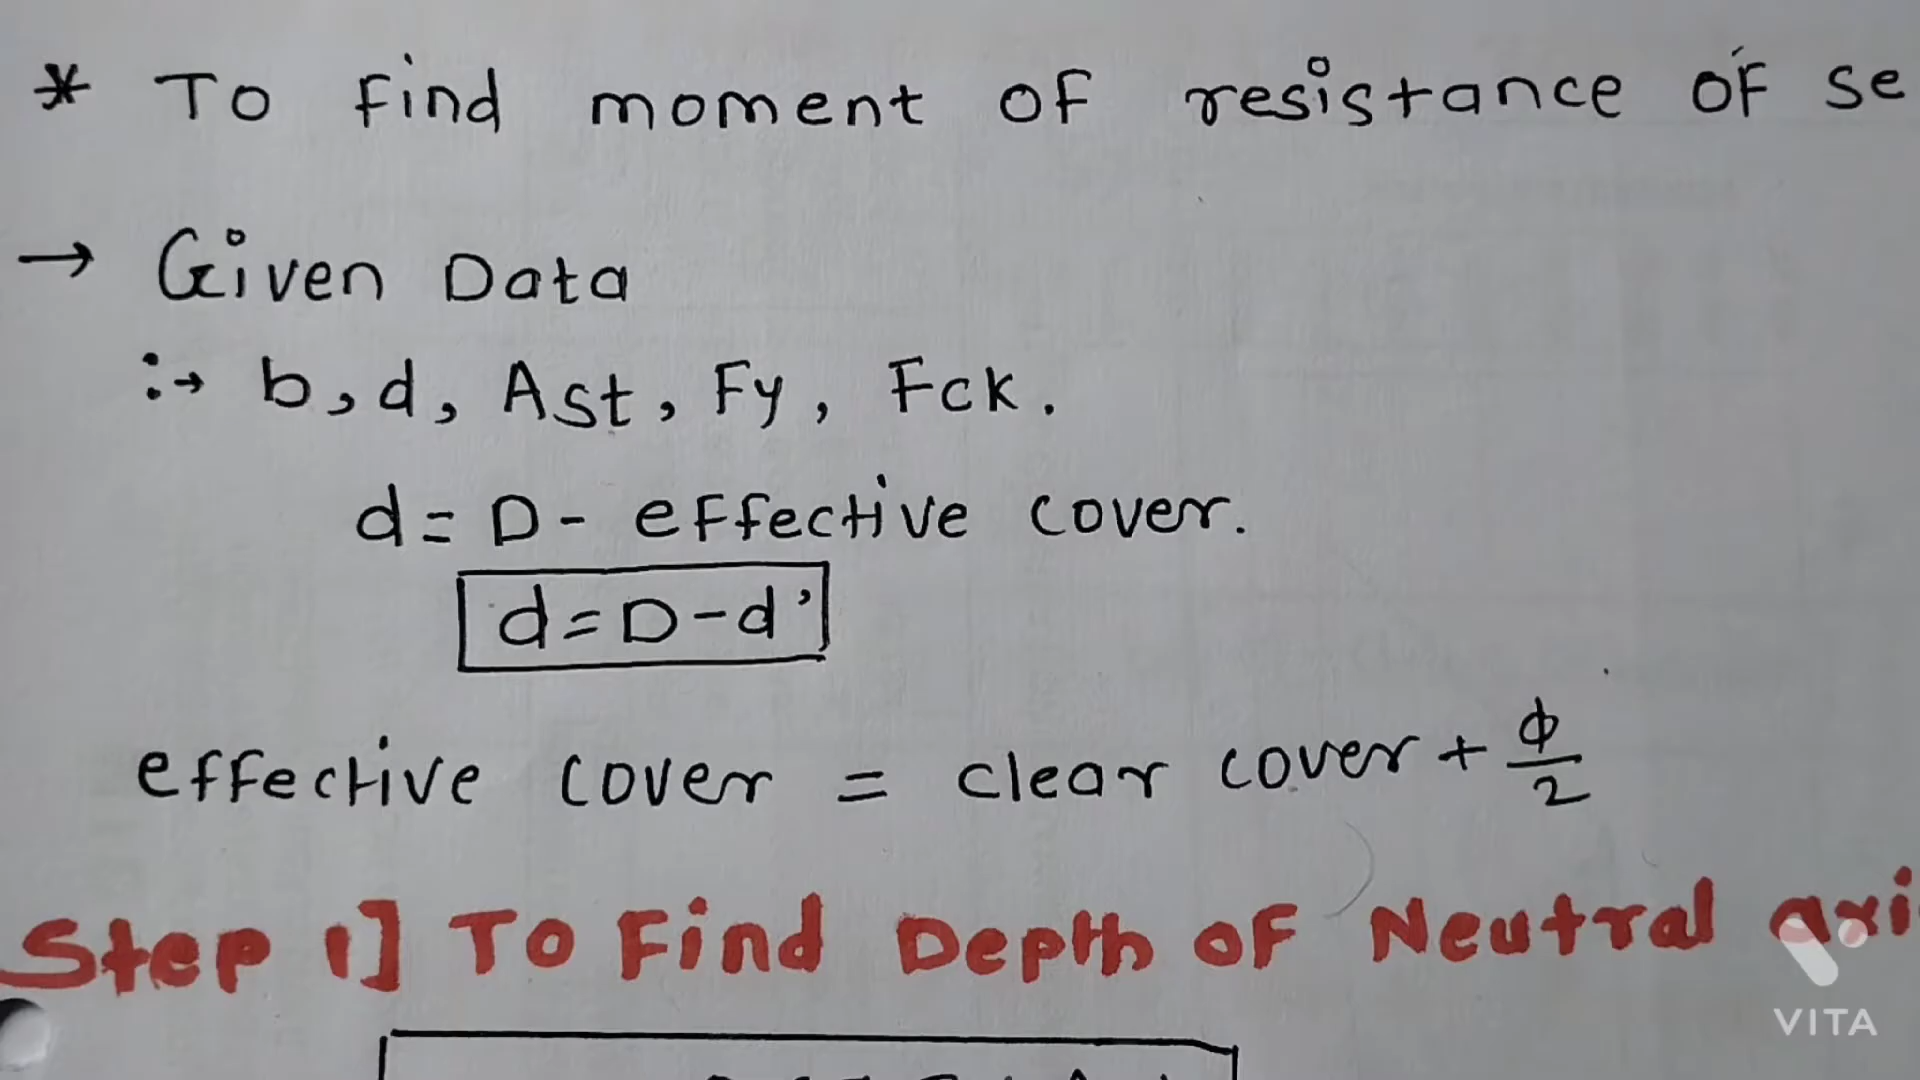 * To Find moment of resistance of se
→ Given Data
:→ b, d, Ast, Fy, Fck.
d = D - effective cover.
d = D - d'
effective cover = clear cover + φ/2
Step 1] To Find Depth of Neutral axi
VITA